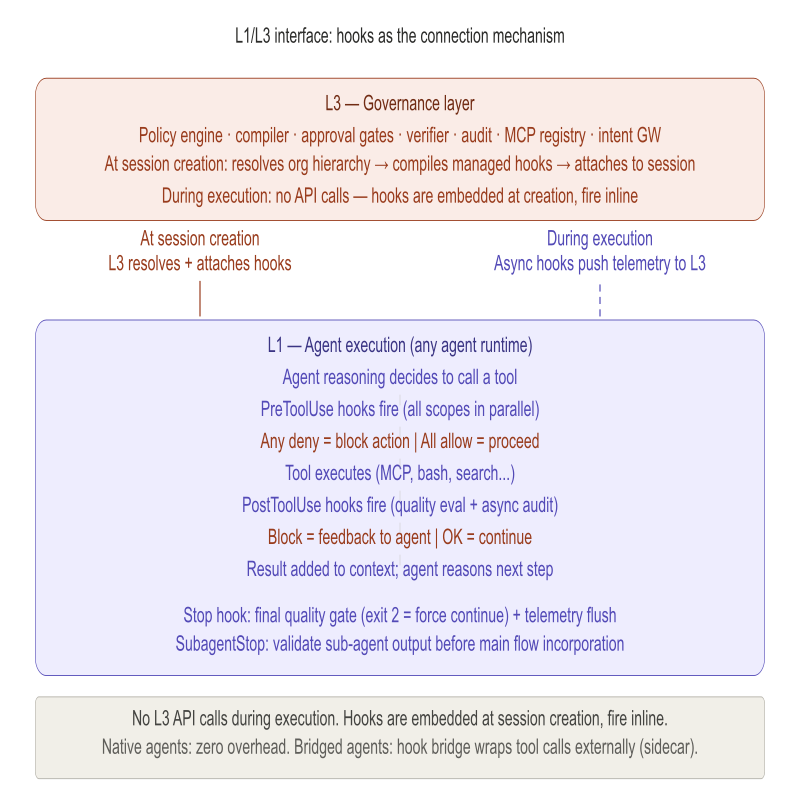 L1/L3 interface: hooks as the connection mechanism
L3 — Governance layer
Policy engine · compiler · approval gates · verifier · audit · MCP registry · intent GW
At session creation: resolves org hierarchy → compiles managed hooks → attaches to session
During execution: no API calls — hooks are embedded at creation, fire inline
At session creation
L3 resolves + attaches hooks
During execution
Async hooks push telemetry to L3
L1 — Agent execution (any agent runtime)
Agent reasoning decides to call a tool
PreToolUse hooks fire (all scopes in parallel)
Any deny = block action | All allow = proceed
Tool executes (MCP, bash, search...)
PostToolUse hooks fire (quality eval + async audit)
Block = feedback to agent | OK = continue
Result added to context; agent reasons next step
Stop hook: final quality gate (exit 2 = force continue) + telemetry flush
SubagentStop: validate sub-agent output before main flow incorporation
No L3 API calls during execution. Hooks are embedded at session creation, fire inline.
Native agents: zero overhead. Bridged agents: hook bridge wraps tool calls externally (sidecar).